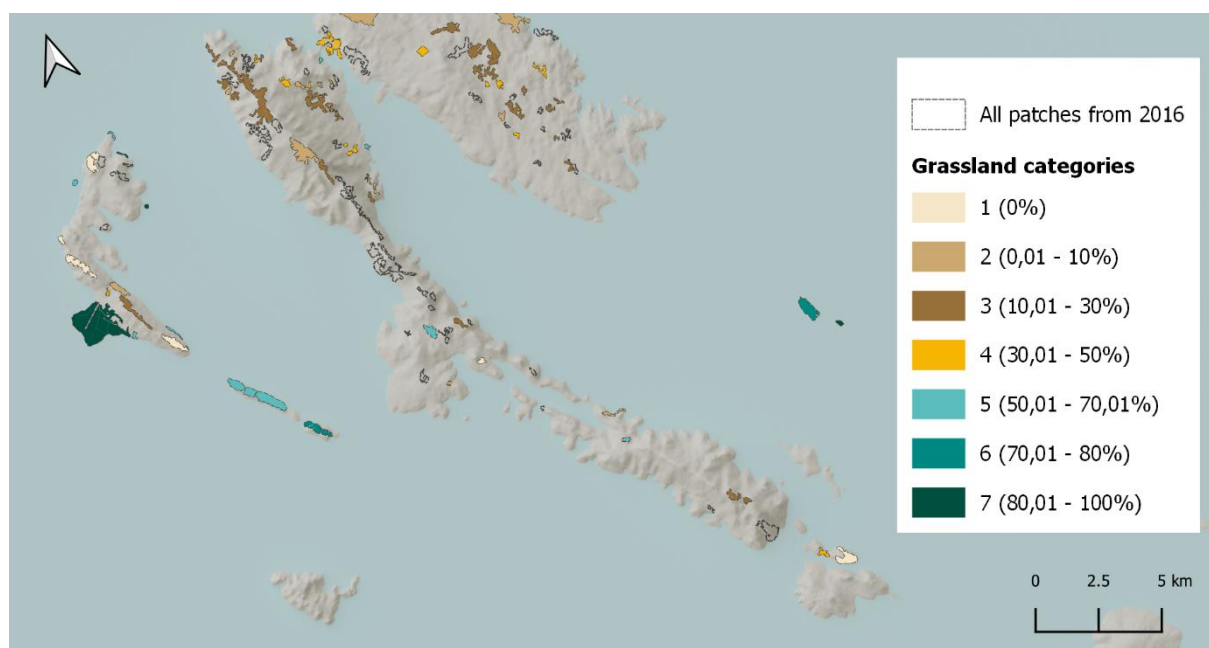 All patches from 2016
Grassland categories
1 (0%)
2 (0,01 - 10%)
3 (10,01 - 30%)
4 (30,01 - 50%)
5 (50,01 - 70,01%)
6 (70,01 - 80%)
7 (80,01 - 100%)
0 2.5 5 km